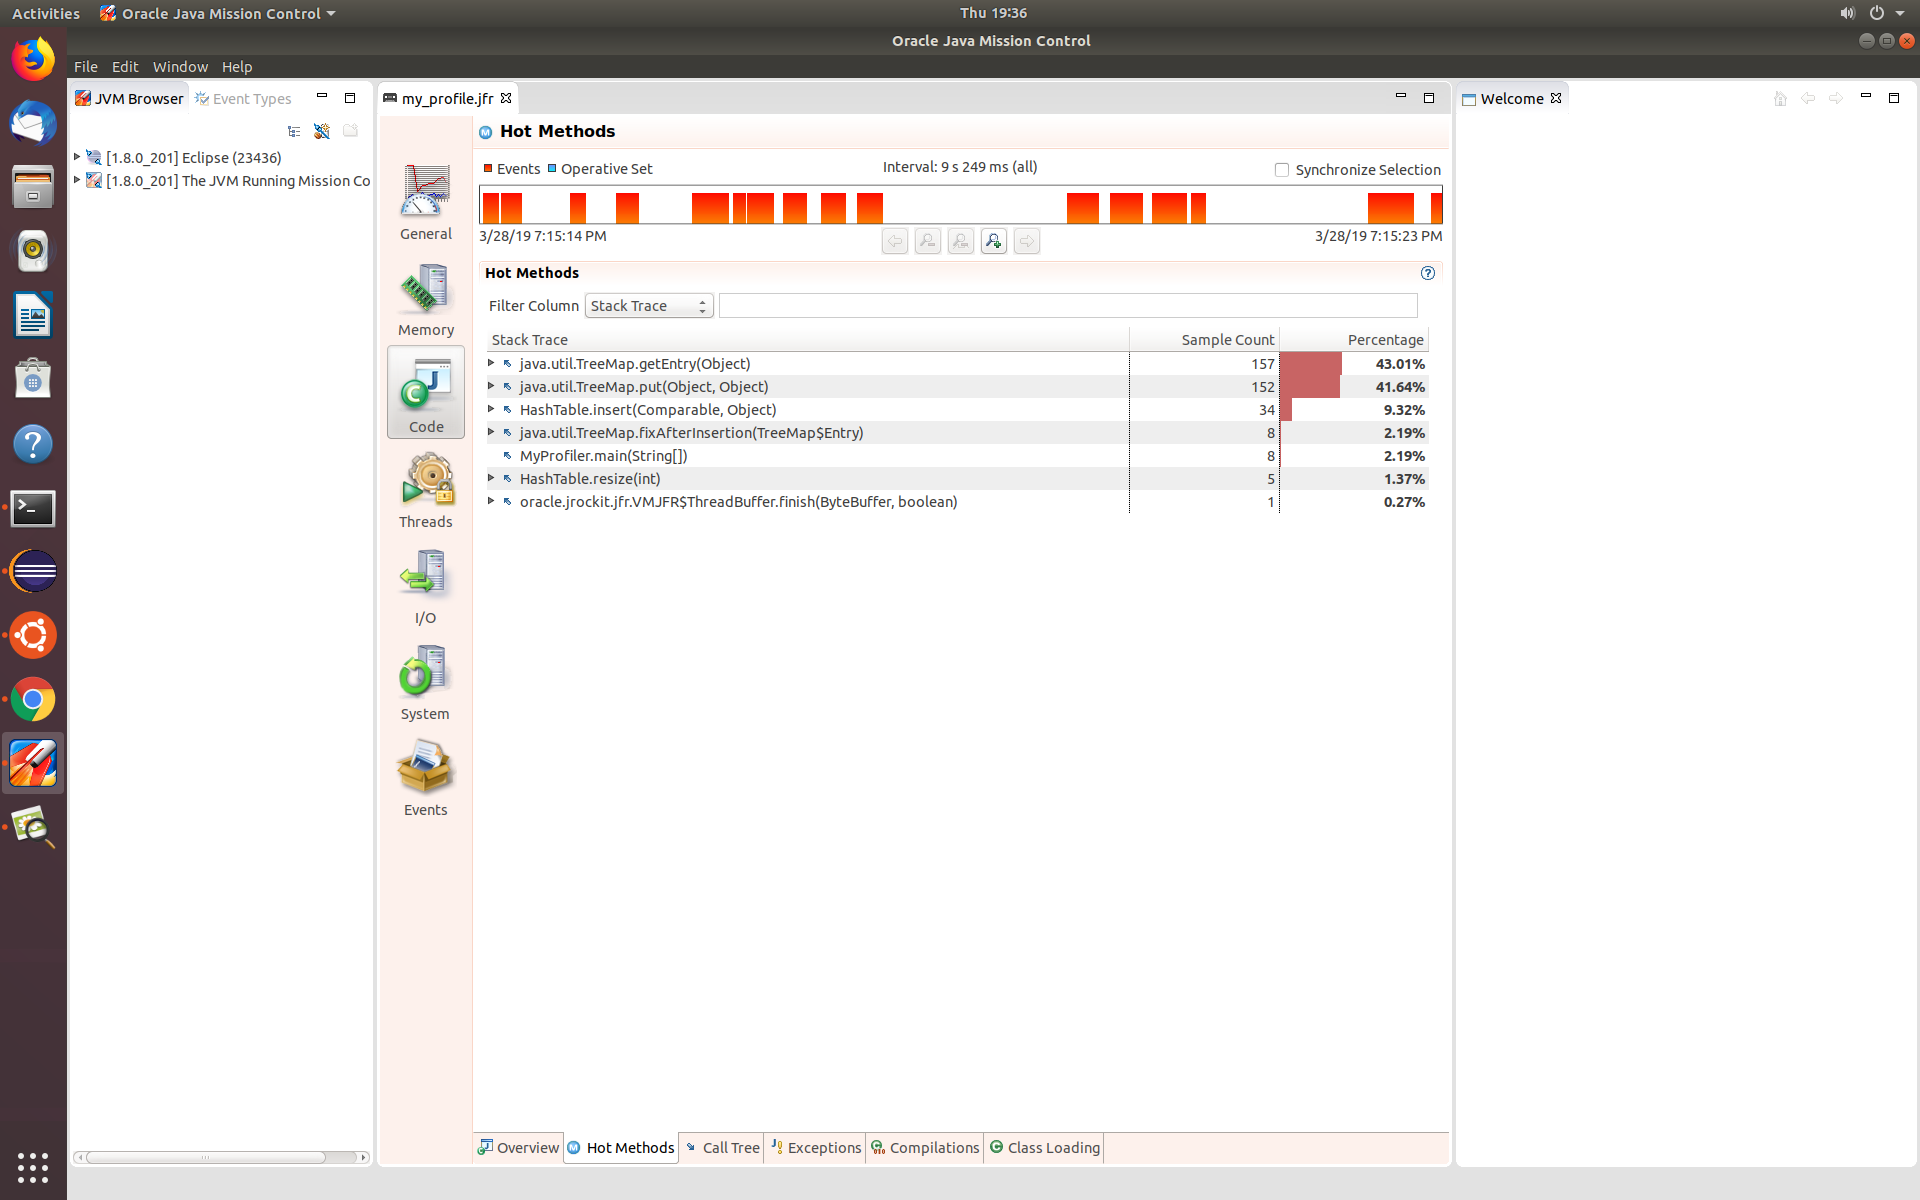 Activities Oracle Java Mission Control Thu 19:36
Oracle Java Mission Control
File Edit Window Help
JVM Browser Event Types
[1.8.0_201] Eclipse (23436)
[1.8.0_201] The JVM Running Mission Co
my_profile.jfr
General
Memory
Code
Threads
I/O
System
Events
Hot Methods
Events Operative Set Interval: 9 s 249 ms (all) Synchronize Selection
3/28/19 7:15:14 PM 3/28/19 7:15:23 PM
Hot Methods
Filter Column Stack Trace
Stack Trace Sample Count Percentage
java.util.TreeMap.getEntry(Object) 157 43.01%
java.util.TreeMap.put(Object, Object) 152 41.64%
HashTable.insert(Comparable, Object) 34 9.32%
java.util.TreeMap.fixAfterInsertion(TreeMap$Entry) 8 2.19%
MyProfiler.main(String[]) 8 2.19%
HashTable.resize(int) 5 1.37%
oracle.jrockit.jfr.VMJFR$ThreadBuffer.finish(ByteBuffer, boolean) 1 0.27%
Overview Hot Methods Call Tree Exceptions Compilations Class Loading
Welcome